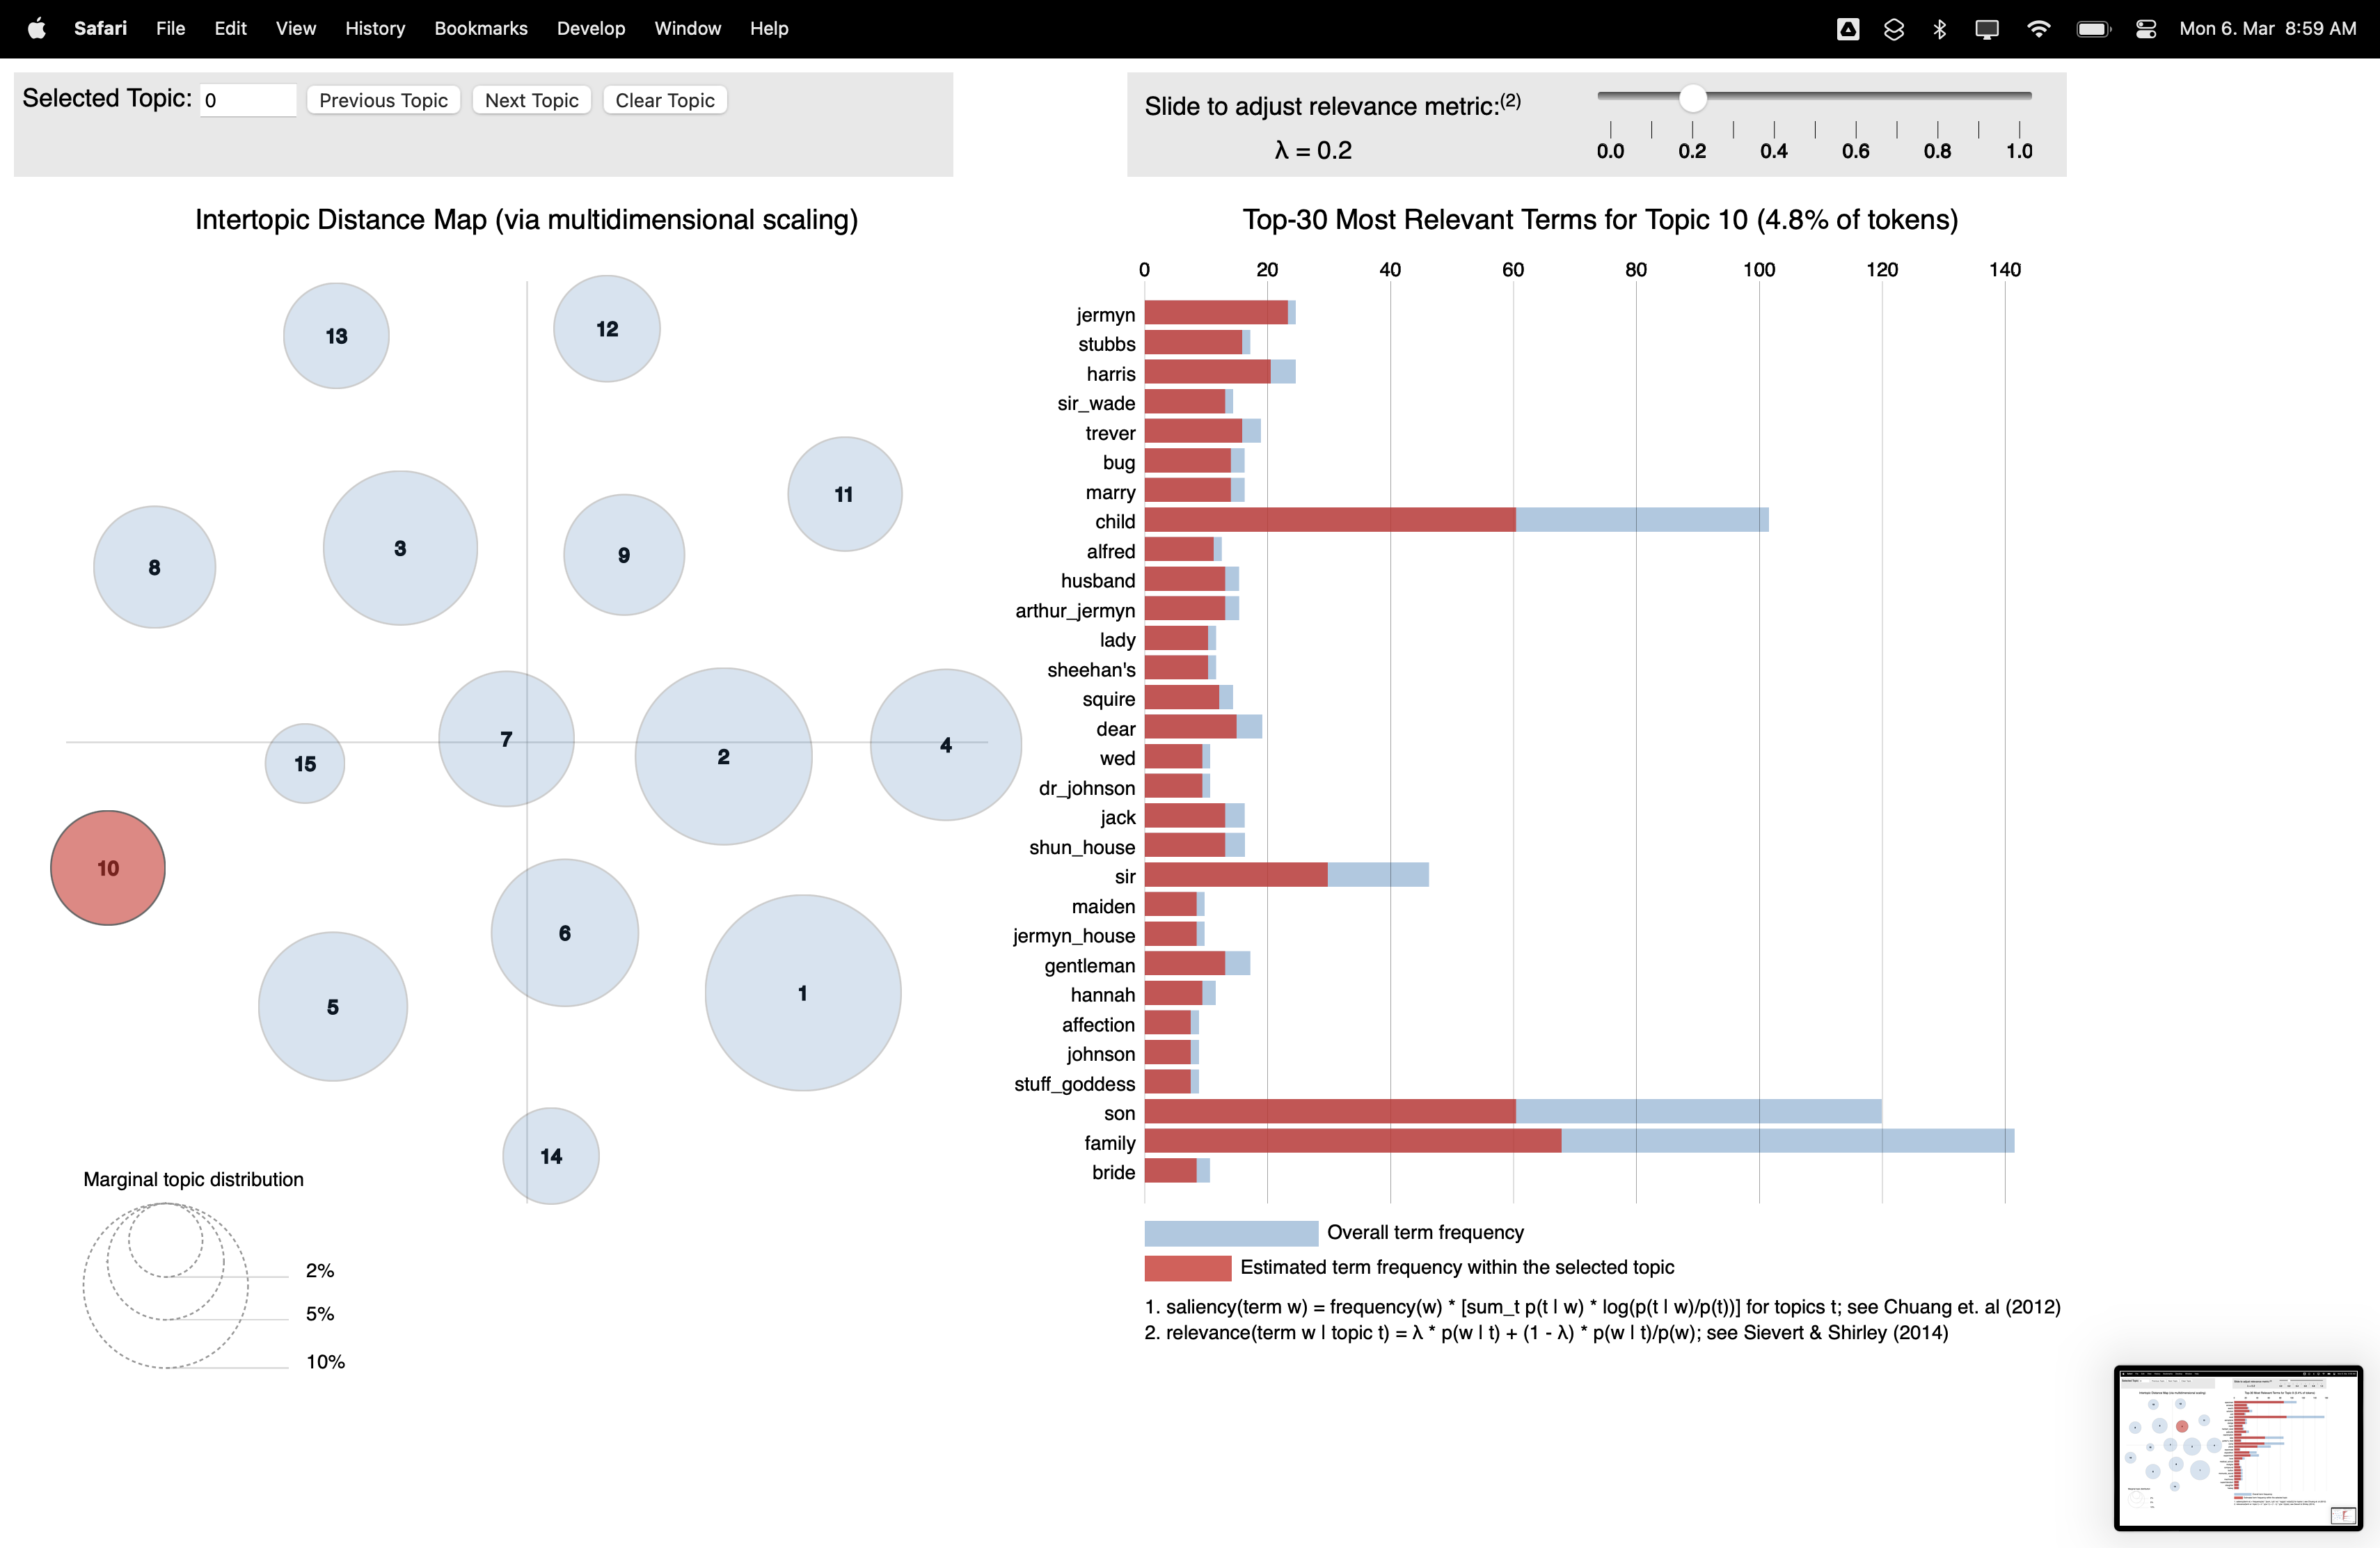 Safari File Edit View History Bookmarks Develop Window Help Mon 6. Mar 8:59 AM
Selected Topic: 0 Previous Topic Next Topic Clear Topic
Slide to adjust relevance metric:(2)
λ = 0.2
0.0 0.2 0.4 0.6 0.8 1.0
Intertopic Distance Map (via multidimensional scaling)
13
12
11
3
9
8
7
4
2
15
10
6
1
5
14
Marginal topic distribution
2%
5%
10%
Top-30 Most Relevant Terms for Topic 10 (4.8% of tokens)
0 20 40 60 80 100 120 140
jermyn
stubbs
harris
sir_wade
trever
bug
marry
child
alfred
husband
arthur_jermyn
lady
sheehan's
squire
dear
wed
dr_johnson
jack
shun_house
sir
maiden
jermyn_house
gentleman
hannah
affection
johnson
stuff_goddess
son
family
bride
Overall term frequency
Estimated term frequency within the selected topic
1. saliency(term w) = frequency(w) * [sum_t p(t | w) * log(p(t | w)/p(t))] for topics t; see Chuang et. al (2012)
2. relevance(term w | topic t) = λ * p(w | t) + (1 - λ) * p(w | t)/p(w); see Sievert & Shirley (2014)